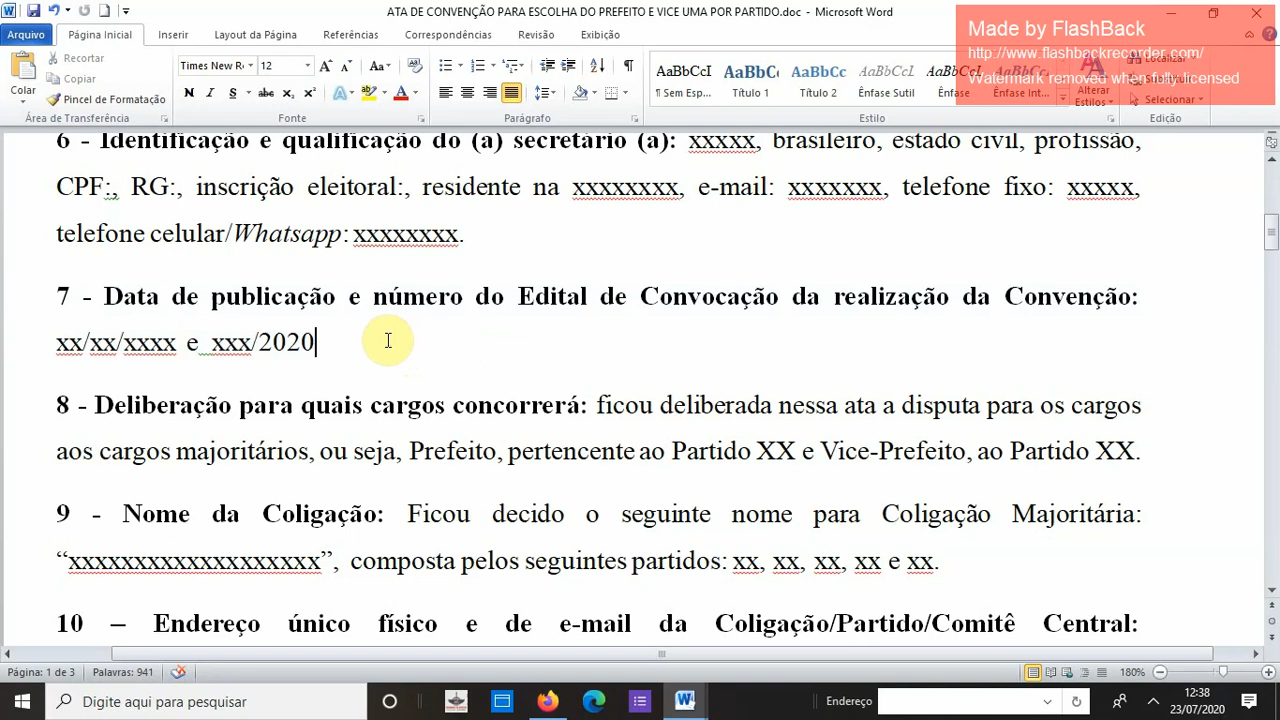 ATA DE CONVENÇÃO PARA ESCOLHA DO PREFEITO E VICE UMA POR PARTIDO.doc - Microsoft Word
Made by FlashBack
http://www.flashbackrecorder.com/
Watermark removed when fully licensed
Arquivo Página Inicial Inserir Layout da Página Referências Correspondências Revisão Exibição
Colar
Recortar
Copiar
Pincel de Formatação
Área de Transferência
Times New R 12
N I S abc x₂ x²
Fonte
Parágrafo
AaBbCcI AaBbCc AaBbCc AaBbCcI AaBbCcI
¶ Sem Espa... Título 1 Título 2 Ênfase Sutil Ênfase Ênfase Int...
Alterar Estilos
Estilo
Localizar
Selecionar
Edição
6 - Identificação e qualificação do (a) secretário (a): xxxxx, brasileiro, estado civil, profissão,
CPF:, RG:, inscrição eleitoral:, residente na xxxxxxxx, e-mail: xxxxxxx, telefone fixo: xxxxx,
telefone celular/Whatsapp: xxxxxxxx.
7 - Data de publicação e número do Edital de Convocação da realização da Convenção:
xx/xx/xxxx e xxx/2020
8 - Deliberação para quais cargos concorrerá: ficou deliberada nessa ata a disputa para os cargos
aos cargos majoritários, ou seja, Prefeito, pertencente ao Partido XX e Vice-Prefeito, ao Partido XX.
9 - Nome da Coligação: Ficou decido o seguinte nome para Coligação Majoritária:
“xxxxxxxxxxxxxxxxxxx”, composta pelos seguintes partidos: xx, xx, xx, xx e xx.
10 – Endereço único físico e de e-mail da Coligação/Partido/Comitê Central:
Página: 1 de 3 Palavras: 941 180%
Digite aqui para pesquisar
Endereço
12:38
23/07/2020